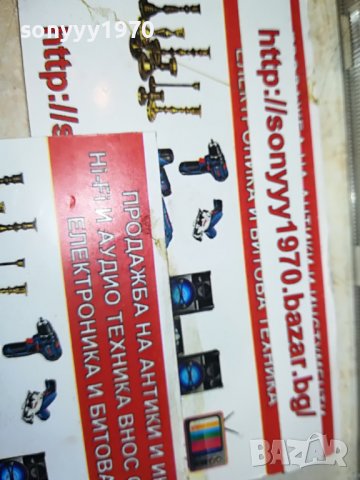 sonyyy1970
http://sonyyy1970.bazar.bg/
ЕЛЕКТРОНИКА И БИТОВА ТЕХНИКА
http://s
ПРОДАЖБА НА АНТИКИ И
Hi-Fi И АУДИО ТЕХНИКА ВНОС
ЕЛЕКТРОНИКА И БИТОВА
bazar.bg